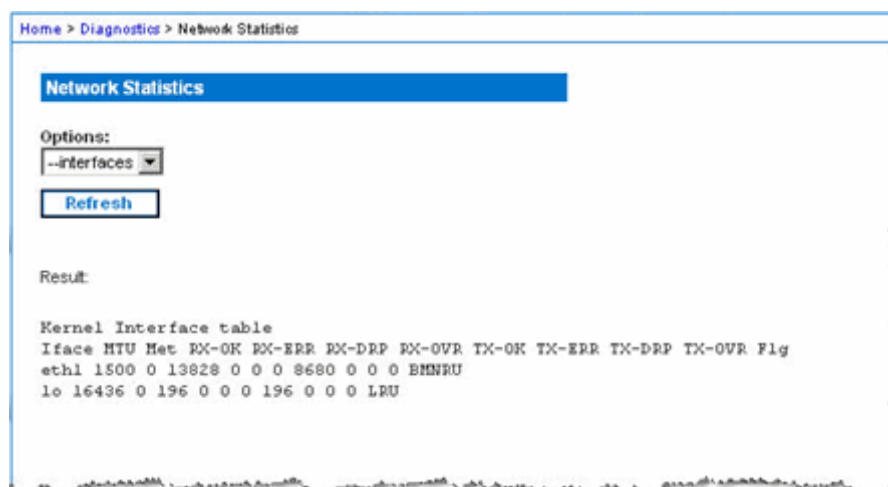 Home > Diagnostics > Network Statistics
Network Statistics
Options:
--interfaces
Refresh
Result:
Kernel Interface table
Iface MTU Met RX-OK RX-ERR RX-DRP RX-OVR TX-OK TX-ERR TX-DRP TX-OVR Flg
eth1 1500 0 13828 0 0 0 8680 0 0 0 BMNRU
lo 16436 0 196 0 0 0 196 0 0 0 LRU